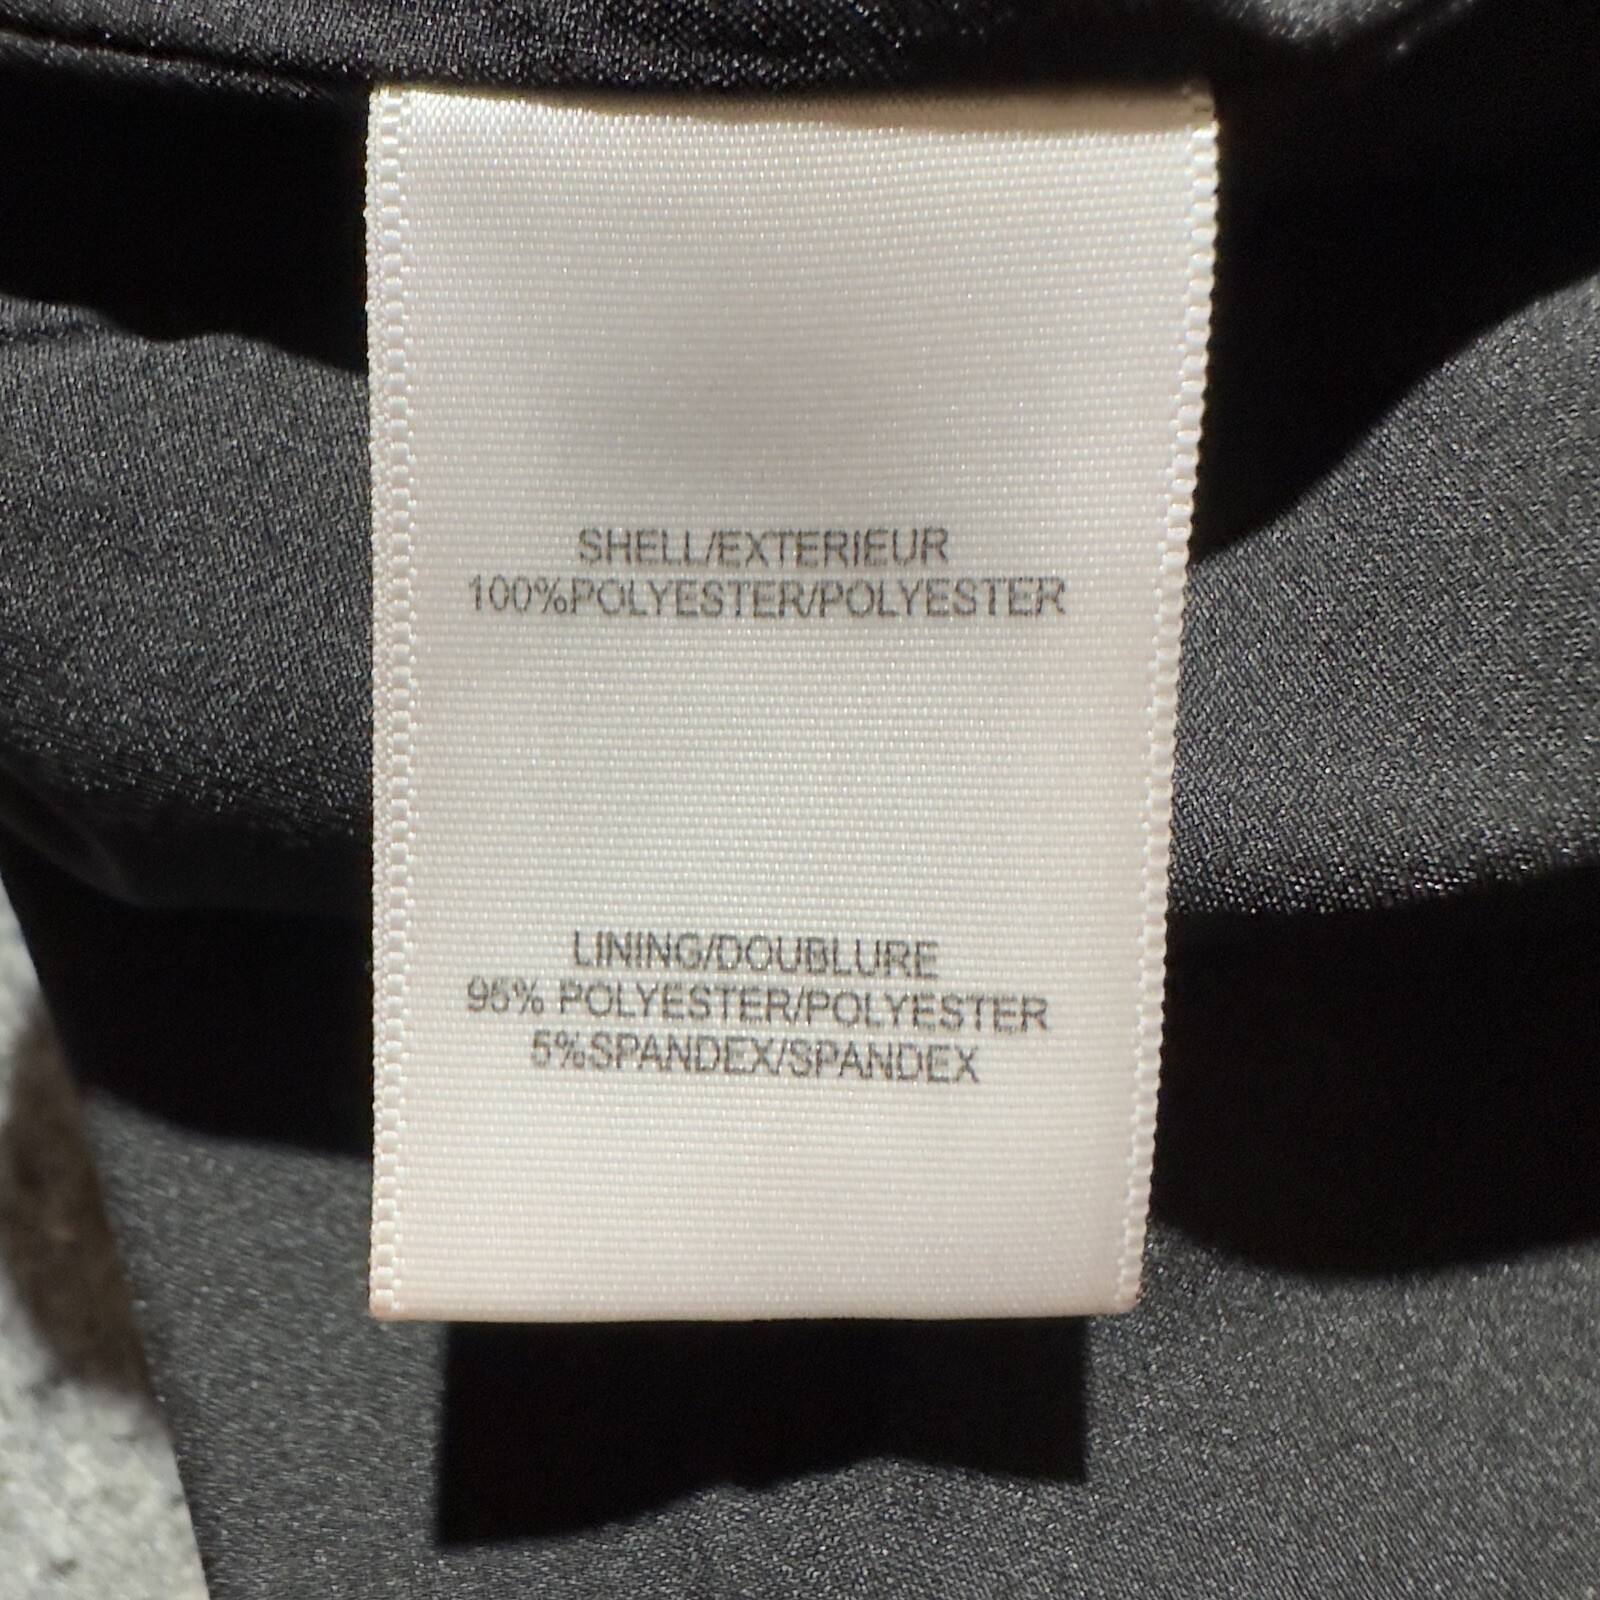 SHELL/EXTERIEUR
100%POLYESTER/POLYESTER
LINING/DOUBLURE
95% POLYESTER/POLYESTER
5%SPANDEX/SPANDEX